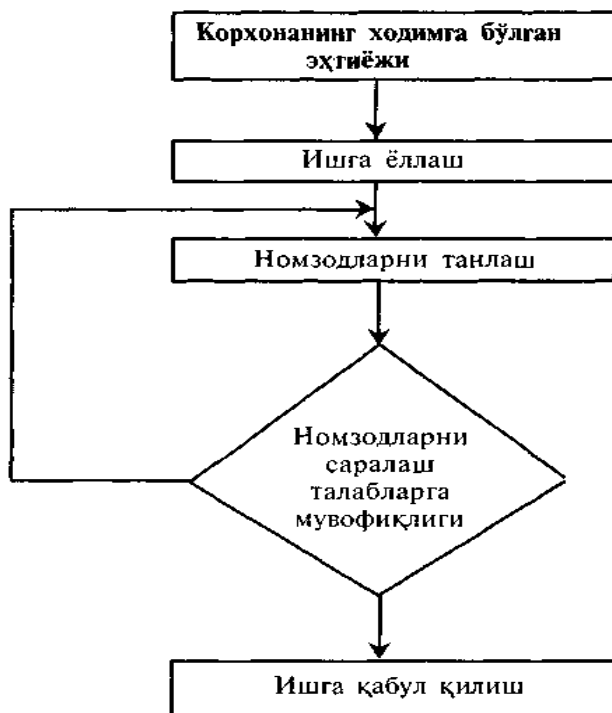 Корхонанинг ходимга бўлган
эҳтиёжи
Ишга ёллаш
Номзодларни танлаш
Номзодларни
саралаш
талабларга
мувофиқлиги
Ишга қабул қилиш